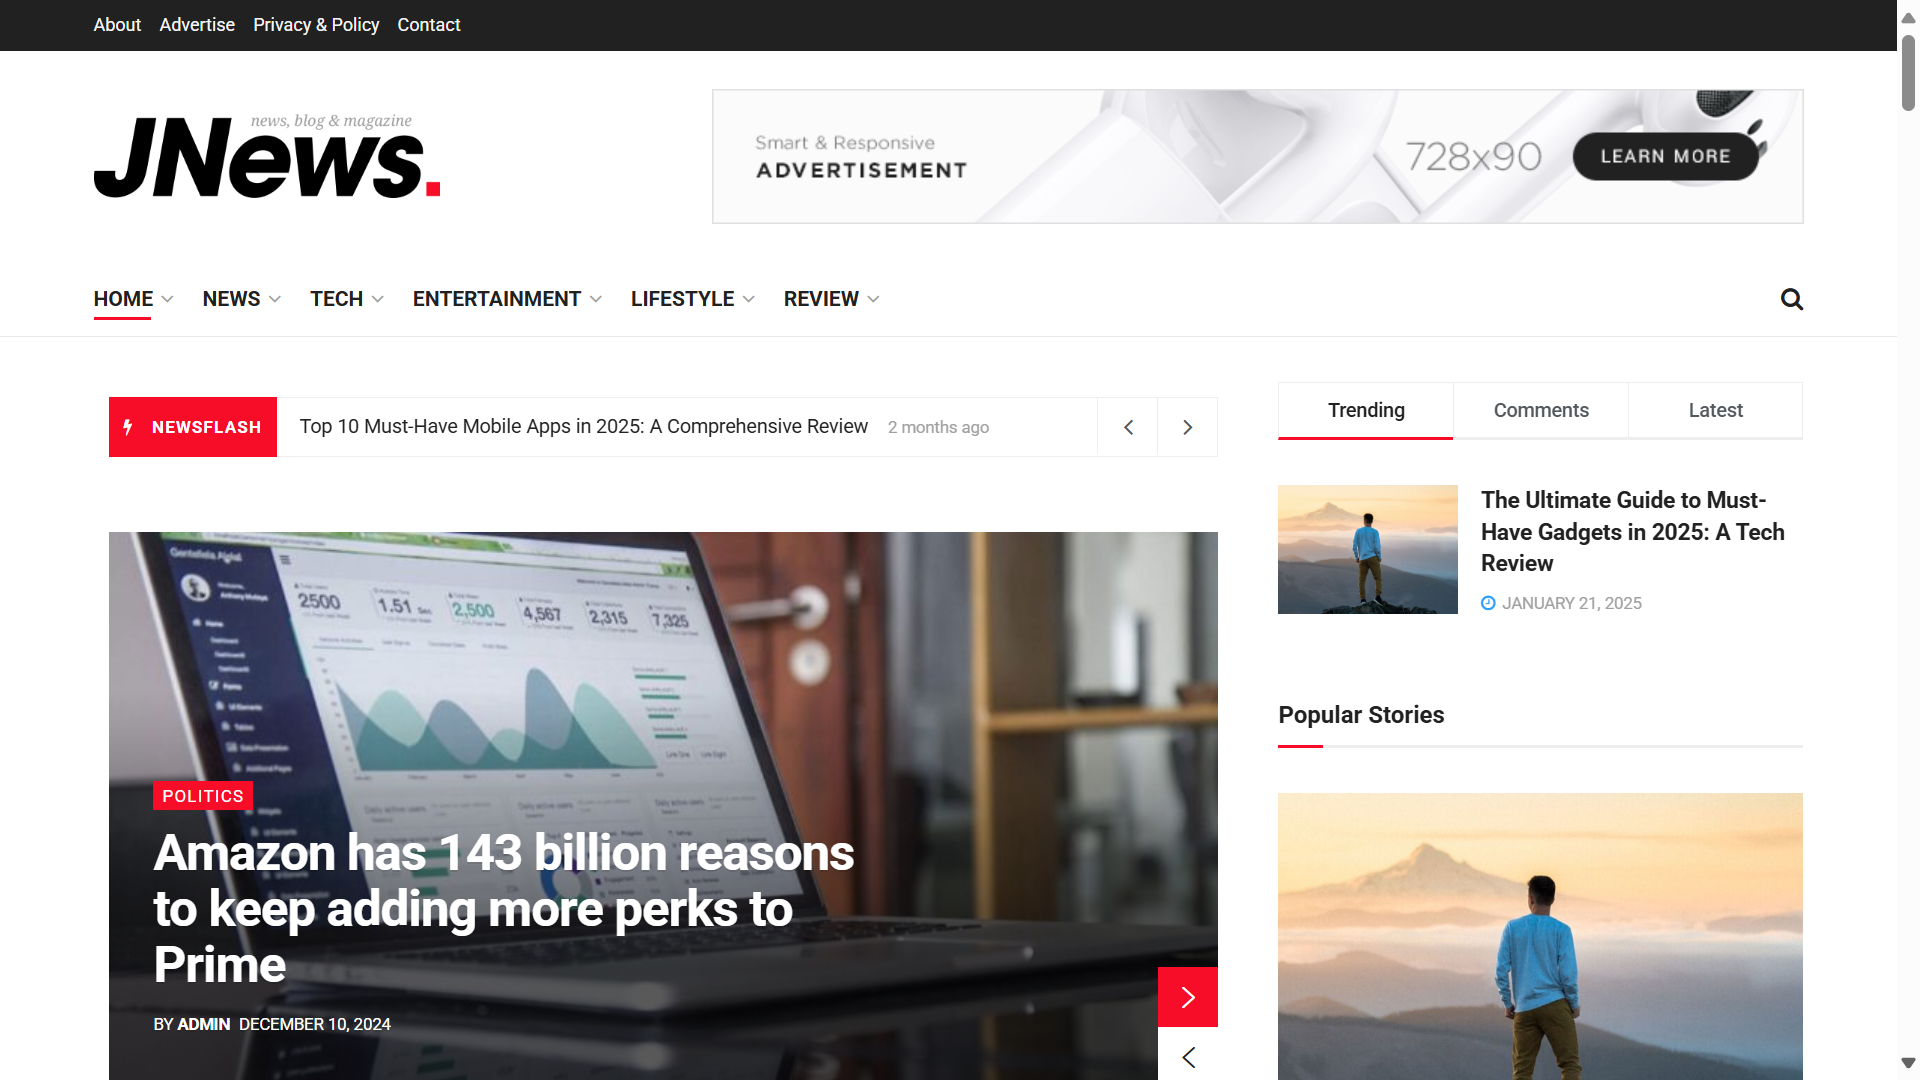 About Advertise Privacy & Policy Contact
news, blog & magazine
JNews.
Smart & Responsive
ADVERTISEMENT
728x90
LEARN MORE
HOME NEWS TECH ENTERTAINMENT LIFESTYLE REVIEW
NEWSFLASH
Top 10 Must-Have Mobile Apps in 2025: A Comprehensive Review 2 months ago
Trending Comments Latest
The Ultimate Guide to Must-
Have Gadgets in 2025: A Tech
Review
JANUARY 21, 2025
Popular Stories
2500
1.51 Sec
2,500
4,567
2,315
7,325
POLITICS
Amazon has 143 billion reasons
to keep adding more perks to
Prime
BY ADMIN DECEMBER 10, 2024